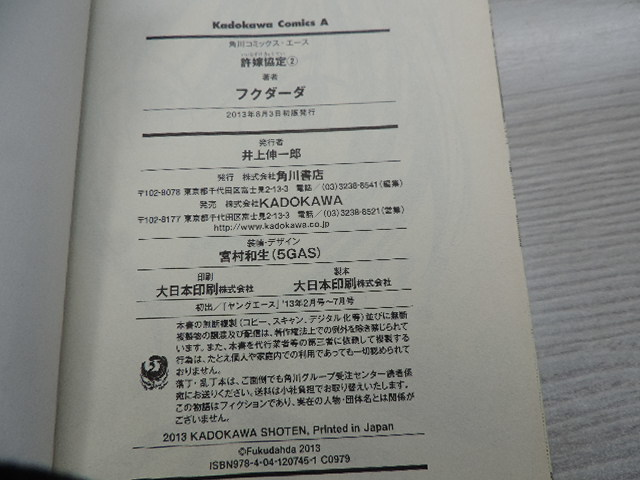 Kadokawa Comics A
角川コミックス・エース
許嫁協定②
著者
フクダーダ
2013年8月3日初版発行
発行者
井上伸一郎
発行 株式会社角川書店
〒102-8078 東京都千代田区富士見2-13-3 電話/(03)3238-8541(編集)
発売 株式会社KADOKAWA
〒102-8177 東京都千代田区富士見2-13-3 電話/(03)3238-8521(営業)
http://www.kadokawa.co.jp
装幀・デザイン
宮村和生(5GAS)
印刷 製本
大日本印刷株式会社 大日本印刷株式会社
初出/「ヤングエース」'13年2月号〜7月号
本書の無断複製(コピー、スキャン、デジタル化等)並びに無断
複製物の譲渡及び配信は、著作権法上での例外を除き禁じられて
います。また、本書を代行業者等の第三者に依頼して複製する
行為は、たとえ個人や家庭内での利用であっても一切認められて
おりません。
落丁・乱丁本は、ご面倒でも角川グループ受注センター読者係
宛にお送りください。送料は小社負担でお取り替えいたします。
この物語はフィクションであり、実在の人物・団体名とは関係が
ございません。
2013 KADOKAWA SHOTEN, Printed in Japan
©Fukudahda 2013
ISBN978-4-04-120745-1 C0979